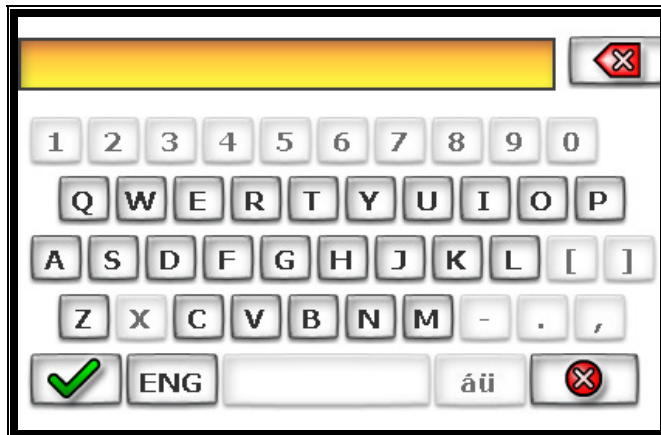 1 2 3 4 5 6 7 8 9 0
Q W E R T Y U I O P
A S D F G H J K L [ ]
Z X C V B N M - . ,
ENG áü